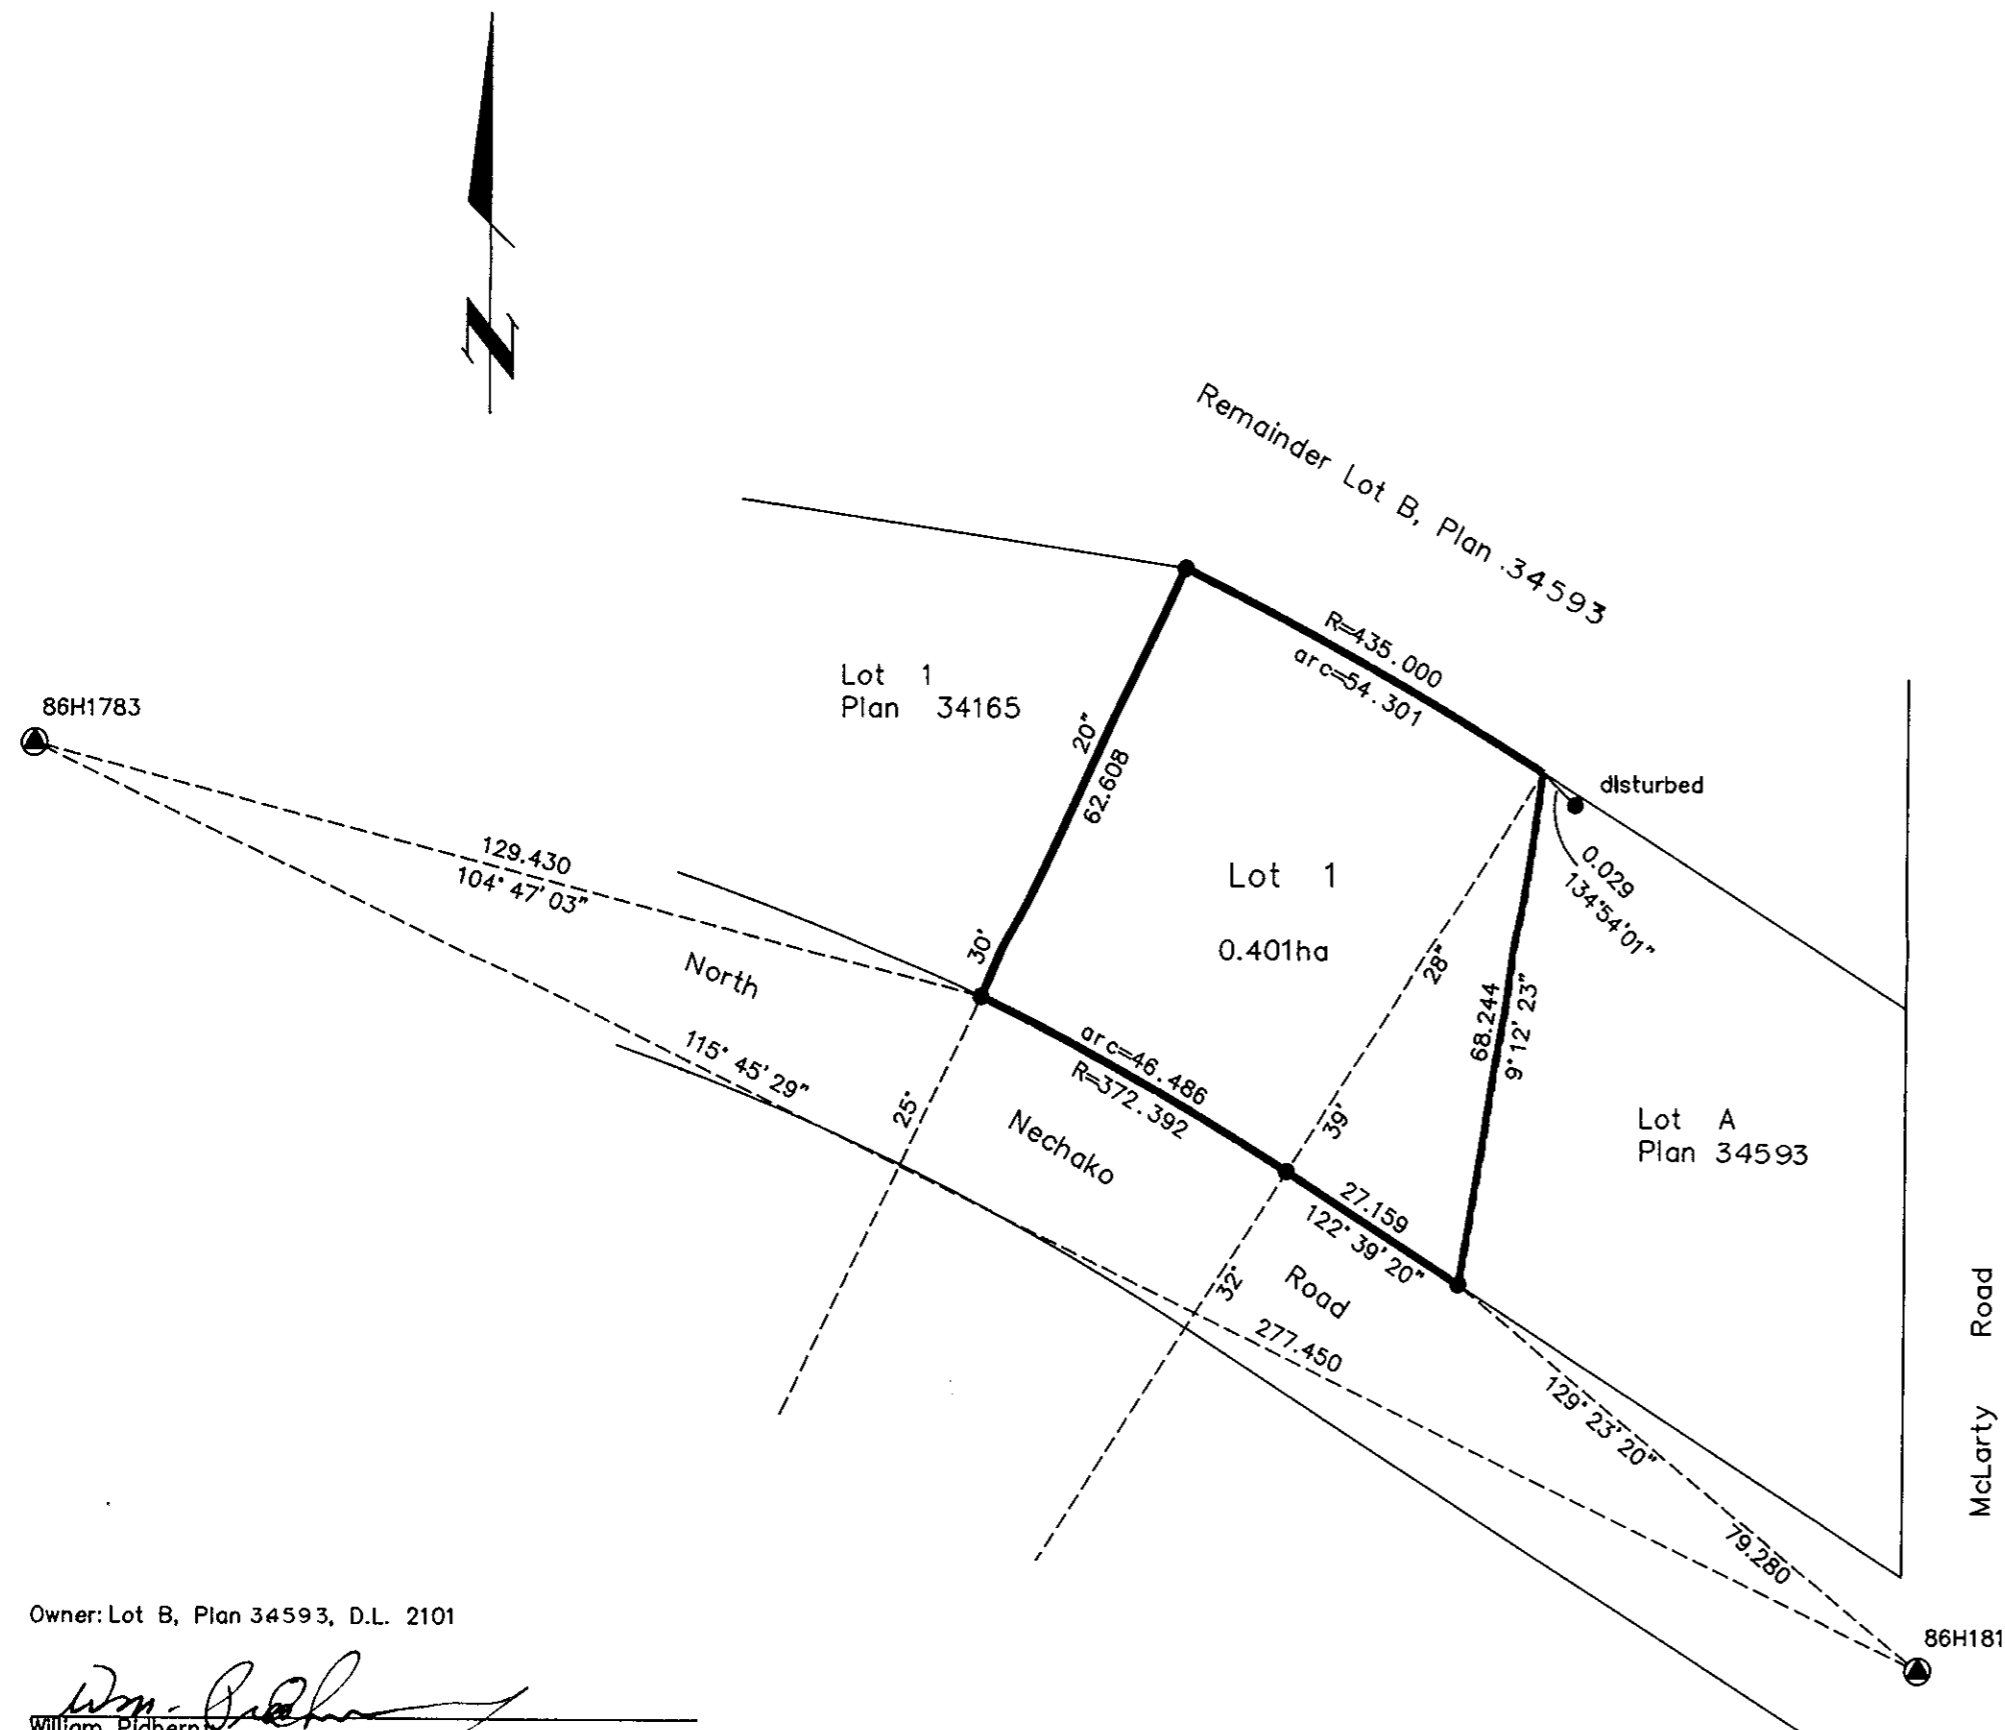 N
Remainder Lot B, Plan .34593
R=435.000
arc=54.301
Lot 1
Plan 34165
86H1783
20"
62.608
disturbed
0.029
134°54'01"
129.430
104° 47' 03"
Lot 1
0.401ha
30'
28"
North
68.244
9° 12' 23"
115° 45' 29"
arc=46.486
R=372.392
25°
39'
Nechako
Lot A
Plan 34593
27.159
122° 39' 20"
32°
Road
277.450
129° 23' 20"
79.280
McLarty Road
86H181
Owner: Lot B, Plan 34593, D.L. 2101
Wm.
William